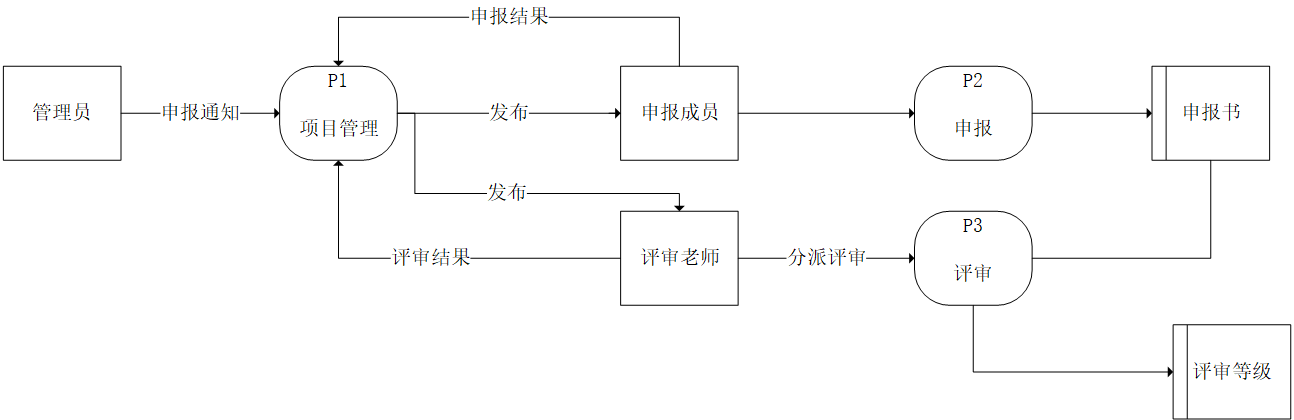 申报结果
管理员
申报通知
P1
项目管理
发布
申报成员
P2
申报
申报书
发布
评审结果
评审老师
分派评审
P3
评审
评审等级